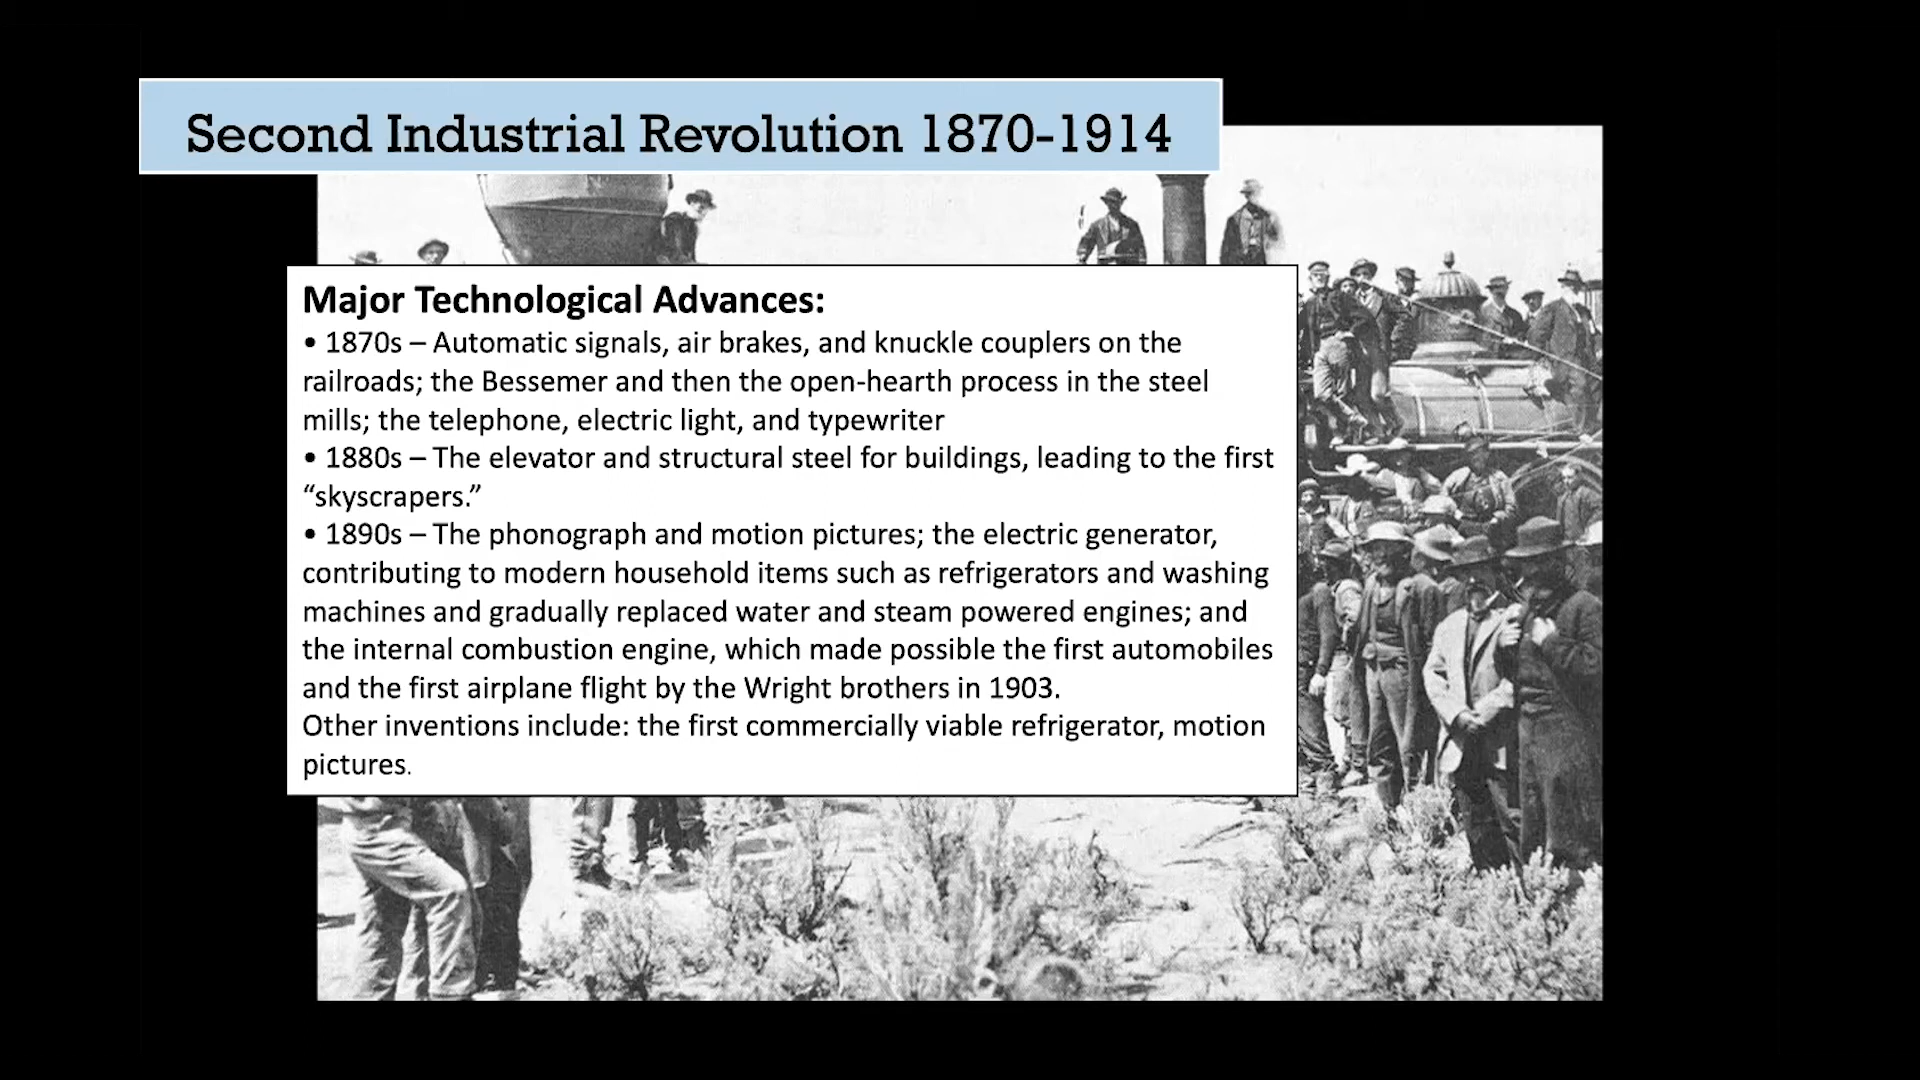 Second Industrial Revolution 1870-1914
Major Technological Advances:
• 1870s – Automatic signals, air brakes, and knuckle couplers on the
railroads; the Bessemer and then the open-hearth process in the steel
mills; the telephone, electric light, and typewriter
• 1880s – The elevator and structural steel for buildings, leading to the first
“skyscrapers.”
• 1890s – The phonograph and motion pictures; the electric generator,
contributing to modern household items such as refrigerators and washing
machines and gradually replaced water and steam powered engines; and
the internal combustion engine, which made possible the first automobiles
and the first airplane flight by the Wright brothers in 1903.
Other inventions include: the first commercially viable refrigerator, motion
pictures.